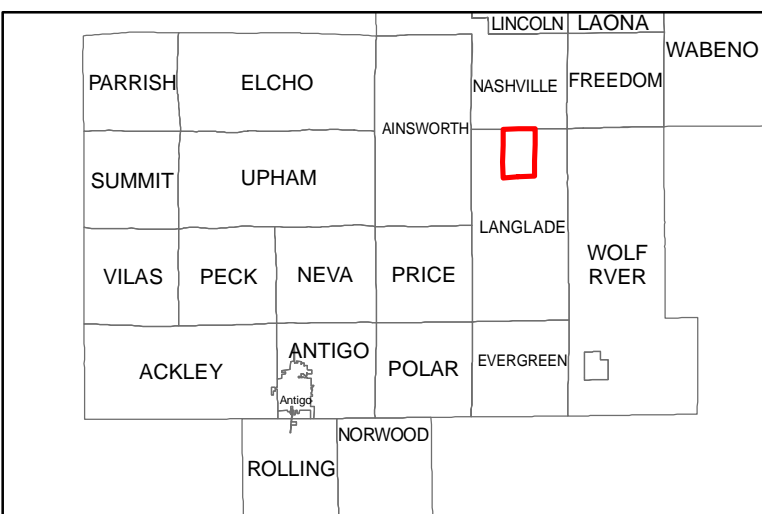 LINCOLN
LAONA
WABENO
PARRISH
ELCHO
NASHVILLE
FREEDOM
AINSWORTH
SUMMIT
UPHAM
LANGLADE
WOLF
RVER
VILAS
PECK
NEVA
PRICE
ANTIGO
ACKLEY
POLAR
EVERGREEN
Antigo
NORWOOD
ROLLING